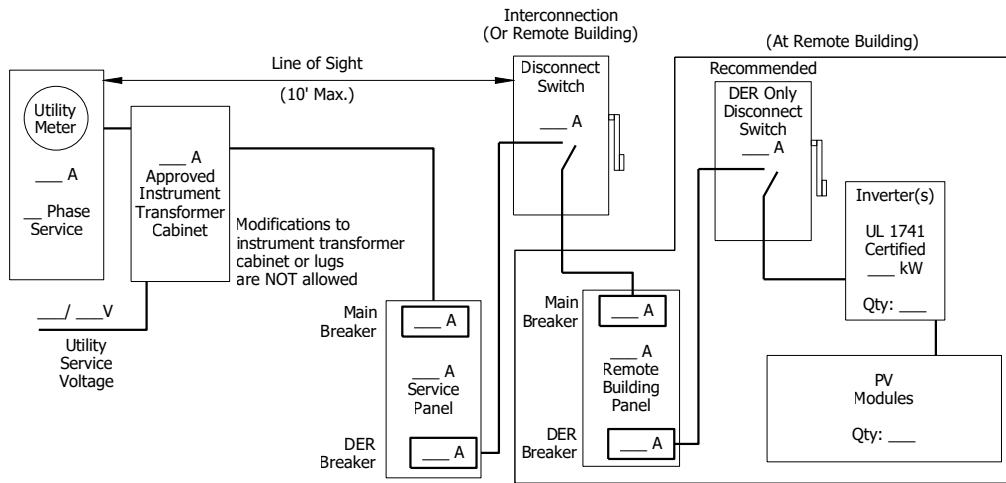 Interconnection
(Or Remote Building)
(At Remote Building)
Line of Sight
(10' Max.)
Utility
Meter
___ A
__ Phase
Service
___ A
Approved
Instrument
Transformer
Cabinet
Modifications to
instrument transformer
cabinet or lugs
are NOT allowed
___/ ___V
Utility
Service
Voltage
Main
Breaker
___ A
___ A
Service
Panel
DER
Breaker
___ A
Disconnect
Switch
___ A
Main
Breaker
___ A
___ A
Remote
Building
Panel
DER
Breaker
___ A
Recommended
DER Only
Disconnect
Switch
___ A
Inverter(s)
UL 1741
Certified
___ kW
Qty: ___
PV
Modules
Qty: ___